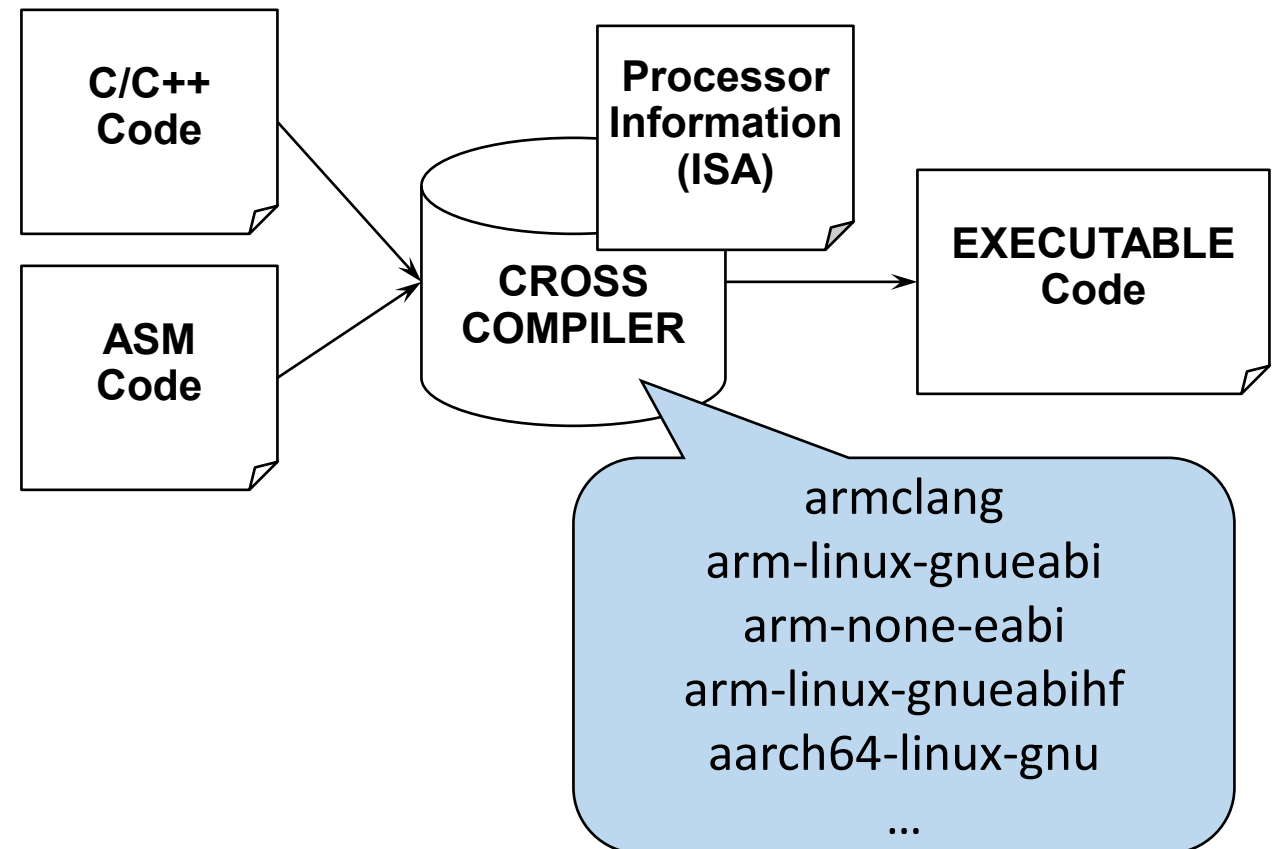 C/C++
Code
Processor
Information
(ISA)
EXECUTABLE
Code
CROSS
COMPILER
ASM
Code
armclang
arm-linux-gnueabi
arm-none-eabi
arm-linux-gnueabihf
aarch64-linux-gnu
...